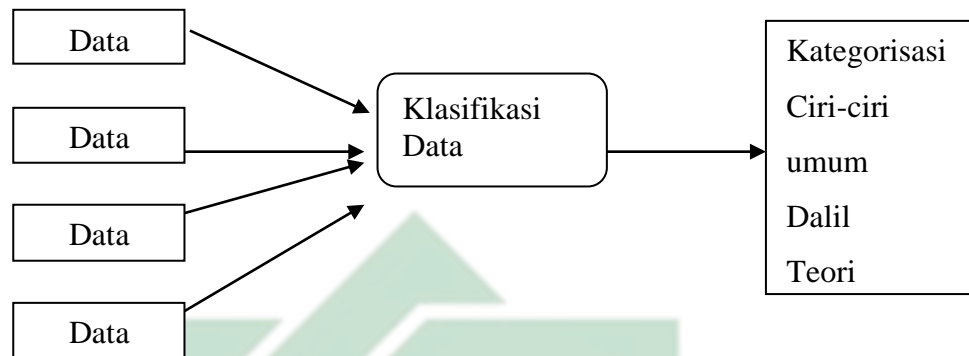 Data
Data
Data
Data
Klasifikasi
Data
Kategorisasi
Ciri-ciri
umum
Dalil
Teori